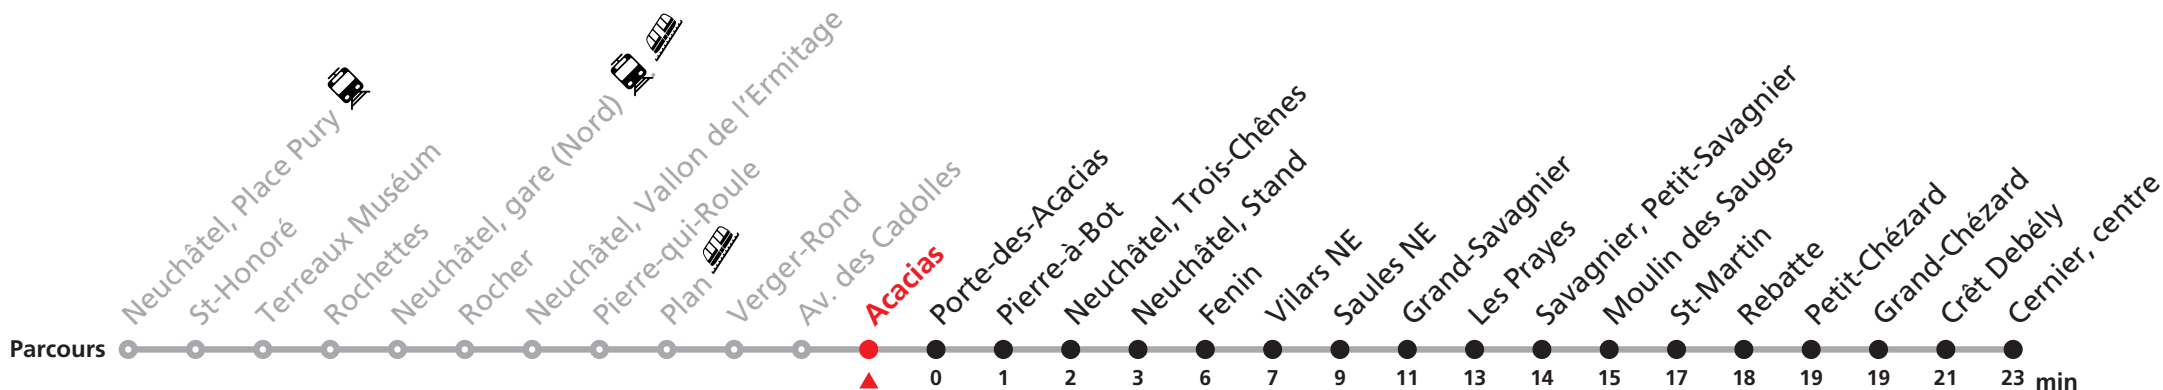 Neuchâtel, Place Pury
St-Honoré
Terreaux Muséum
Rochettes
Neuchâtel, gare (Nord)
Rocher
Neuchâtel, Vallon de l'Ermitage
Pierre-qui-Roule
Plan
Verger-Rond
Av. des Cadolles
Acacias
Porte-des-Acacias
Pierre-à-Bot
Neuchâtel, Trois-Chênes
Neuchâtel, Stand
Fenin
Vilars NE
Saules NE
Grand-Savagnier
Les Prayes
Savagnier, Petit-Savagnier
Moulin des Sauges
St-Martin
Rebatte
Petit-Chézard
Grand-Chézard
Crêt Debély
Cernier, centre
Parcours
0 1 2 3 6 7 9 11 13 14 15 17 18 19 19 21 23 min